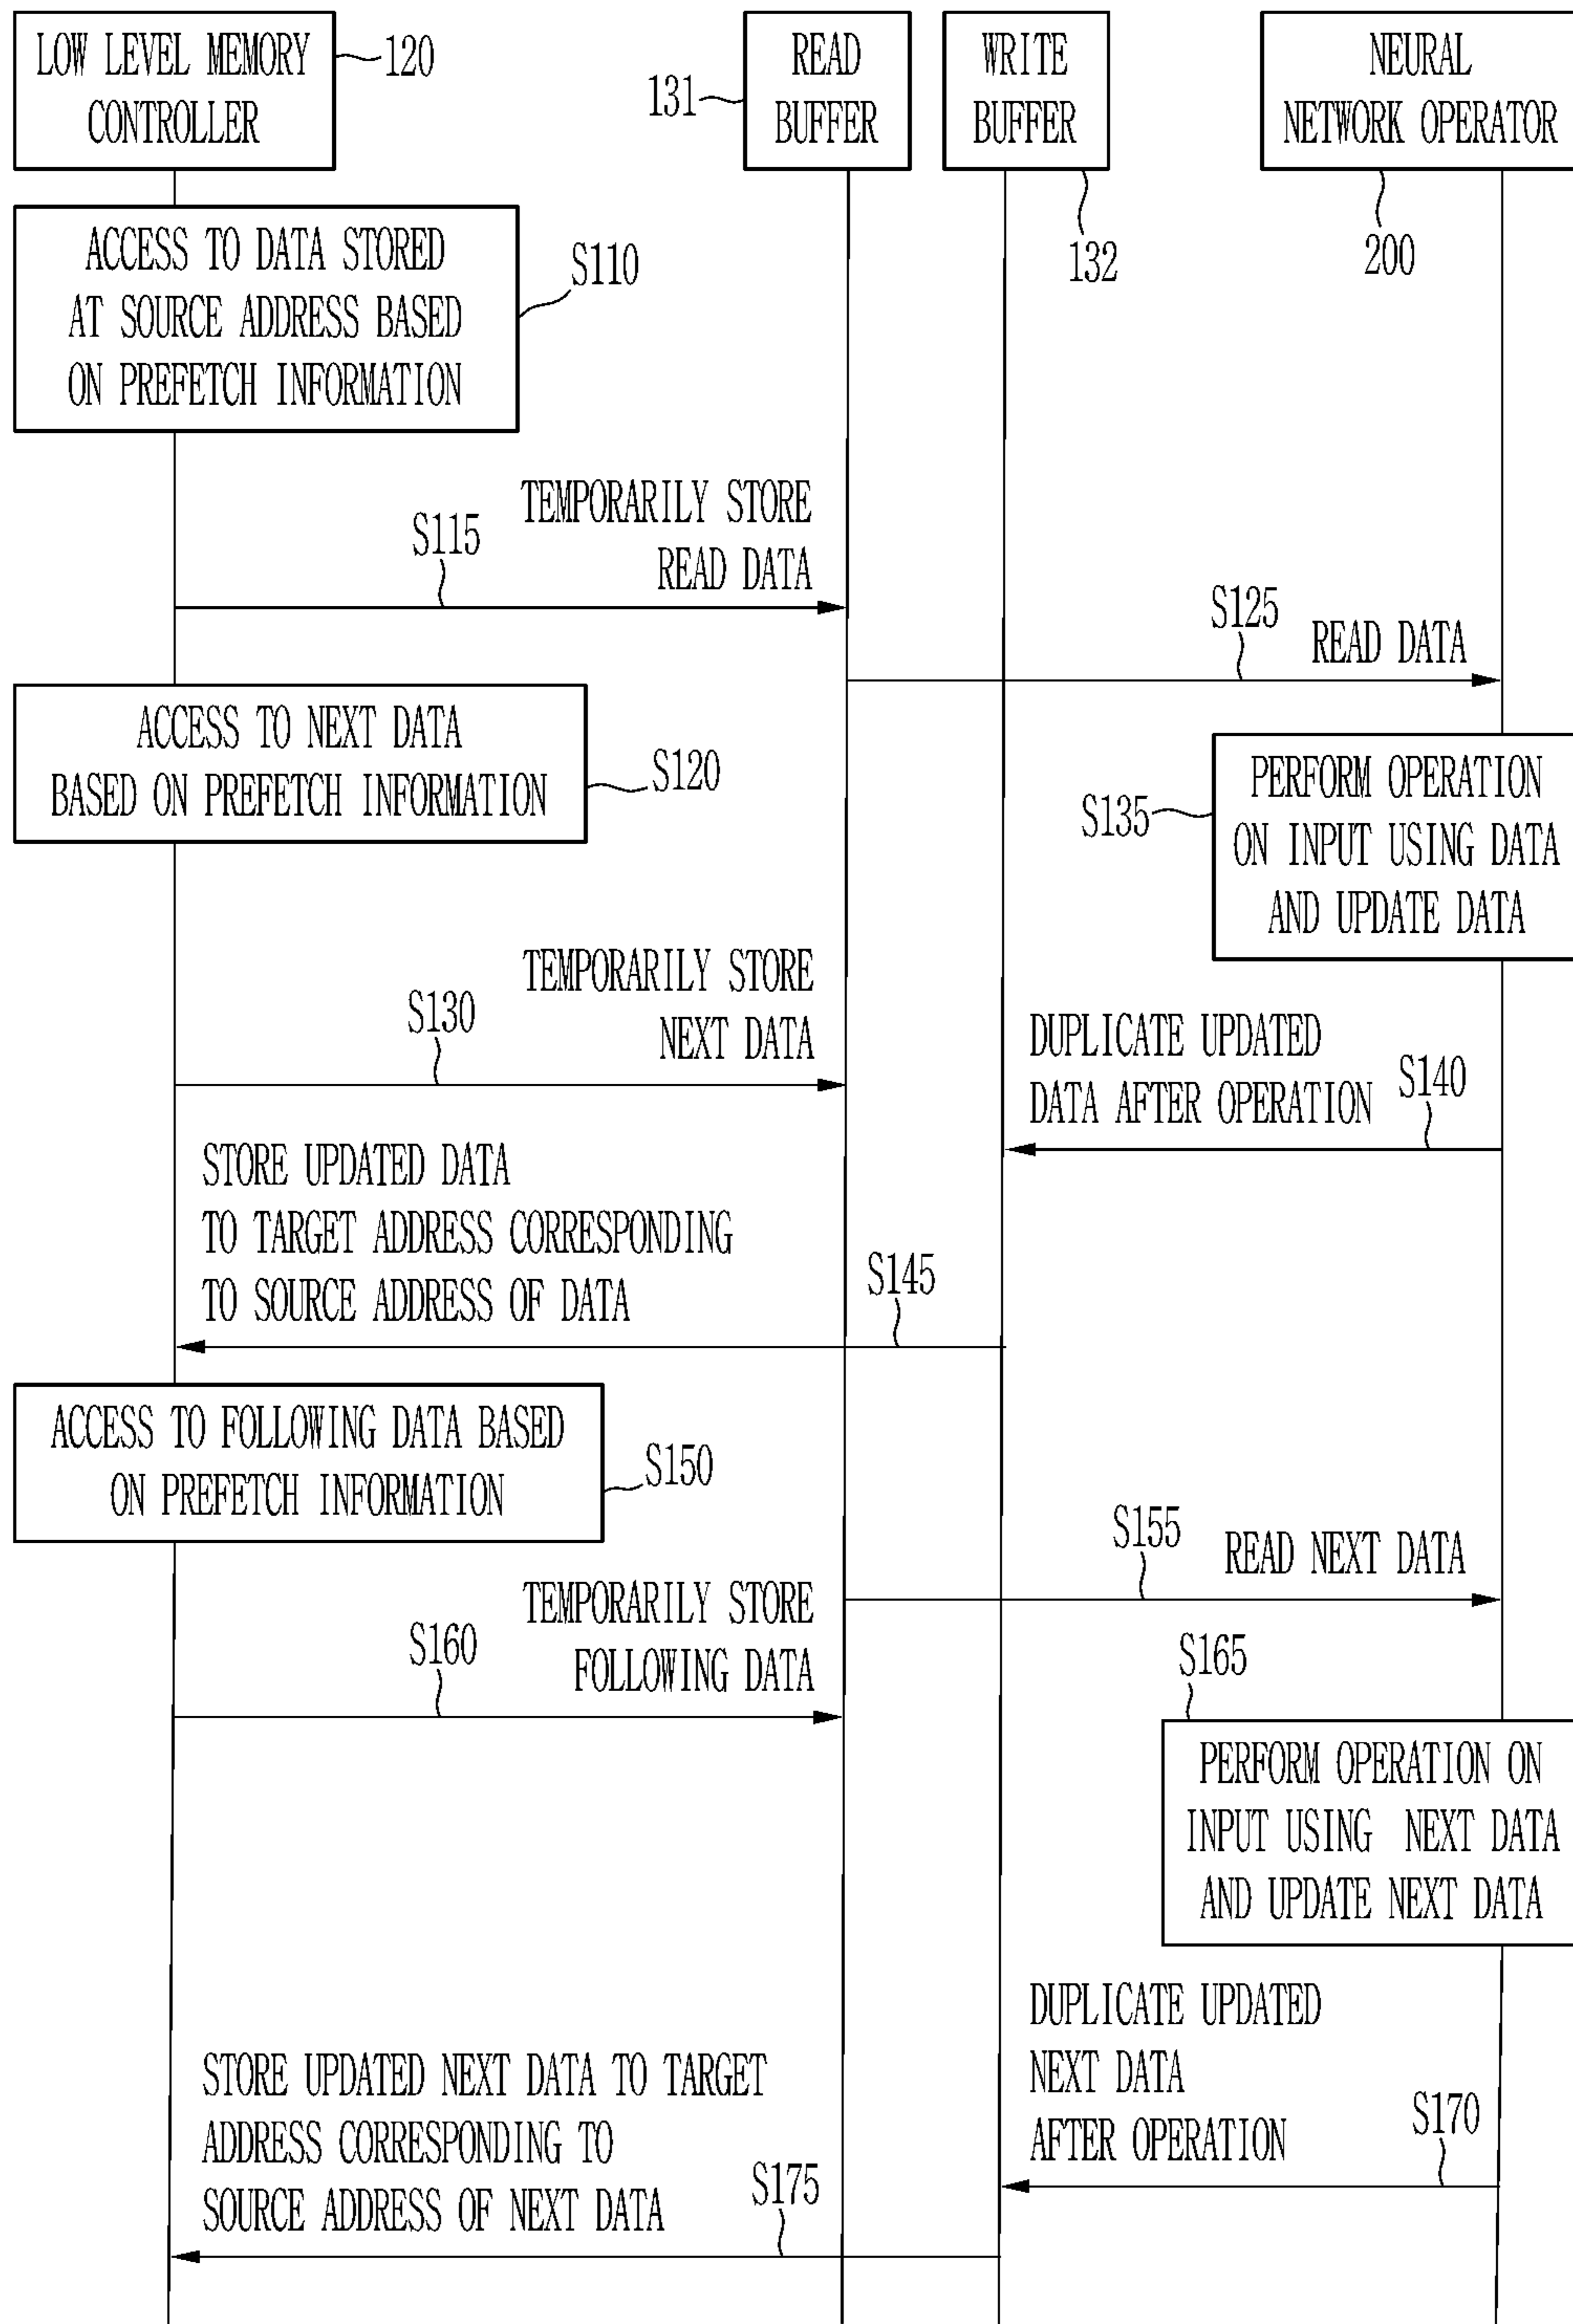 LOW LEVEL MEMORY
CONTROLLER
120
131
READ
BUFFER
WRITE
BUFFER
132
NEURAL
NETWORK OPERATOR
200
ACCESS TO DATA STORED
AT SOURCE ADDRESS BASED
ON PREFETCH INFORMATION
S110
TEMPORARILY STORE
READ DATA
S115
S125
READ DATA
ACCESS TO NEXT DATA
BASED ON PREFETCH INFORMATION
S120
S135
PERFORM OPERATION
ON INPUT USING DATA
AND UPDATE DATA
TEMPORARILY STORE
NEXT DATA
S130
DUPLICATE UPDATED
DATA AFTER OPERATION
S140
STORE UPDATED DATA
TO TARGET ADDRESS CORRESPONDING
TO SOURCE ADDRESS OF DATA
S145
ACCESS TO FOLLOWING DATA BASED
ON PREFETCH INFORMATION
S150
S155
READ NEXT DATA
TEMPORARILY STORE
FOLLOWING DATA
S160
S165
PERFORM OPERATION ON
INPUT USING NEXT DATA
AND UPDATE NEXT DATA
DUPLICATE UPDATED
NEXT DATA
AFTER OPERATION
S170
STORE UPDATED NEXT DATA TO TARGET
ADDRESS CORRESPONDING TO
SOURCE ADDRESS OF NEXT DATA
S175